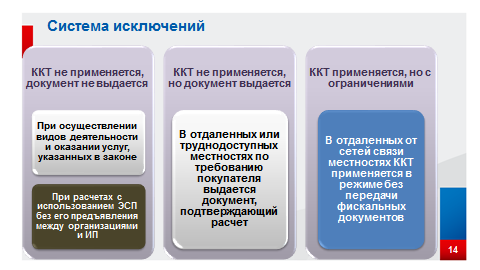 Система исключений
ККТ не применяется,
документ не выдается
При осуществлении
видов деятельности
и оказании услуг,
указанных в законе
При расчетах с
использованием ЭСП
без его предъявления
между организациями
и ИП
ККТ не применяется,
но документ выдается
В отдаленных или
труднодоступных
местностях по
требованию
покупателя
выдается
документ,
подтверждающий
расчет
ККТ применяется, но с
ограничениями
В отдаленных от
сетей связи
местностях ККТ
применяется в
режиме без
передачи
фискальных
документов
14